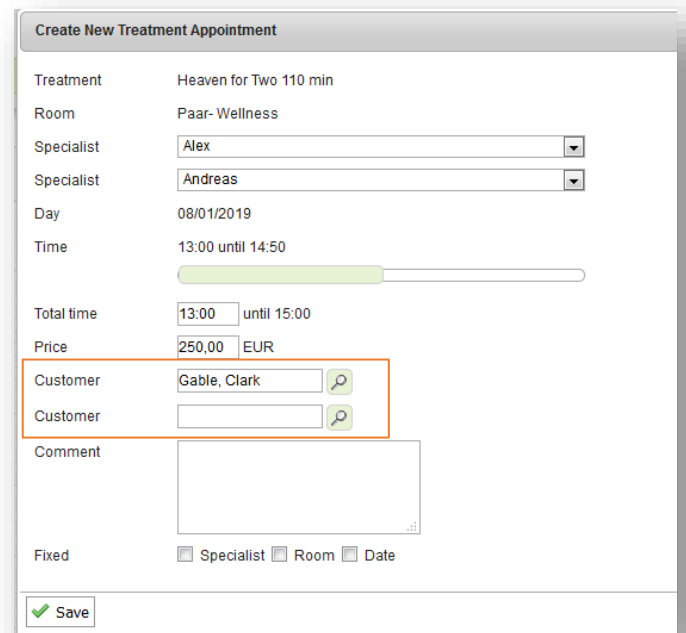 Create New Treatment Appointment
Treatment Heaven for Two 110 min
Room Paar- Wellness
Specialist Alex
Specialist Andreas
Day 08/01/2019
Time 13:00 until 14:50
Total time 13:00 until 15:00
Price 250,00 EUR
Customer Gable, Clark
Customer
Comment
Fixed Specialist Room Date
Save